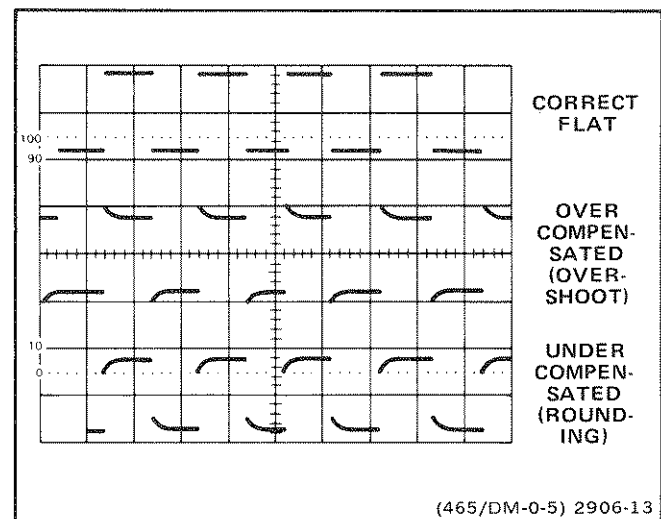 CORRECT
FLAT
100
90
OVER
COMPEN-
SATED
(OVER-
SHOOT)
10
0
UNDER
COMPEN-
SATED
(ROUND-
ING)
(465/DM-0-5) 2906-13